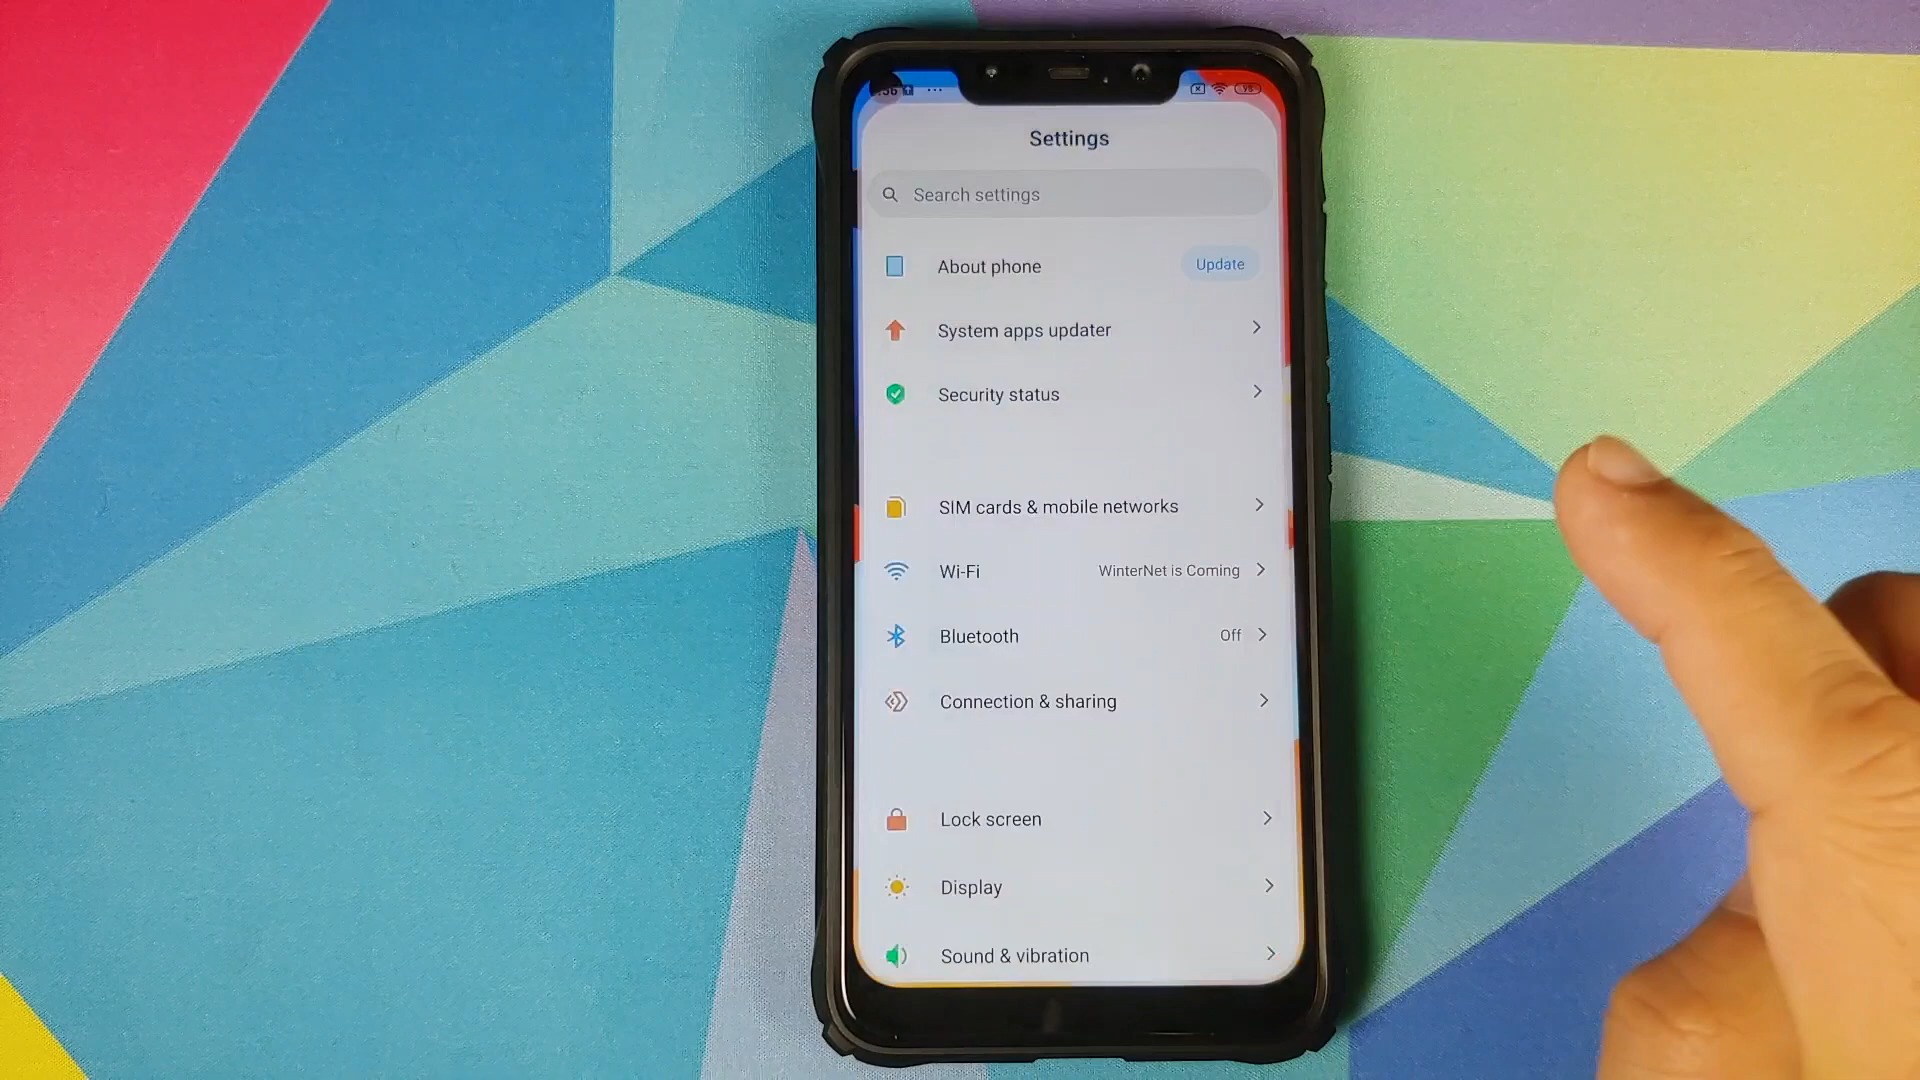 Settings
Search settings
About phone Update
System apps updater
Security status
SIM cards & mobile networks
Wi-Fi WinterNet is Coming
Bluetooth Off
Connection & sharing
Lock screen
Display
Sound & vibration